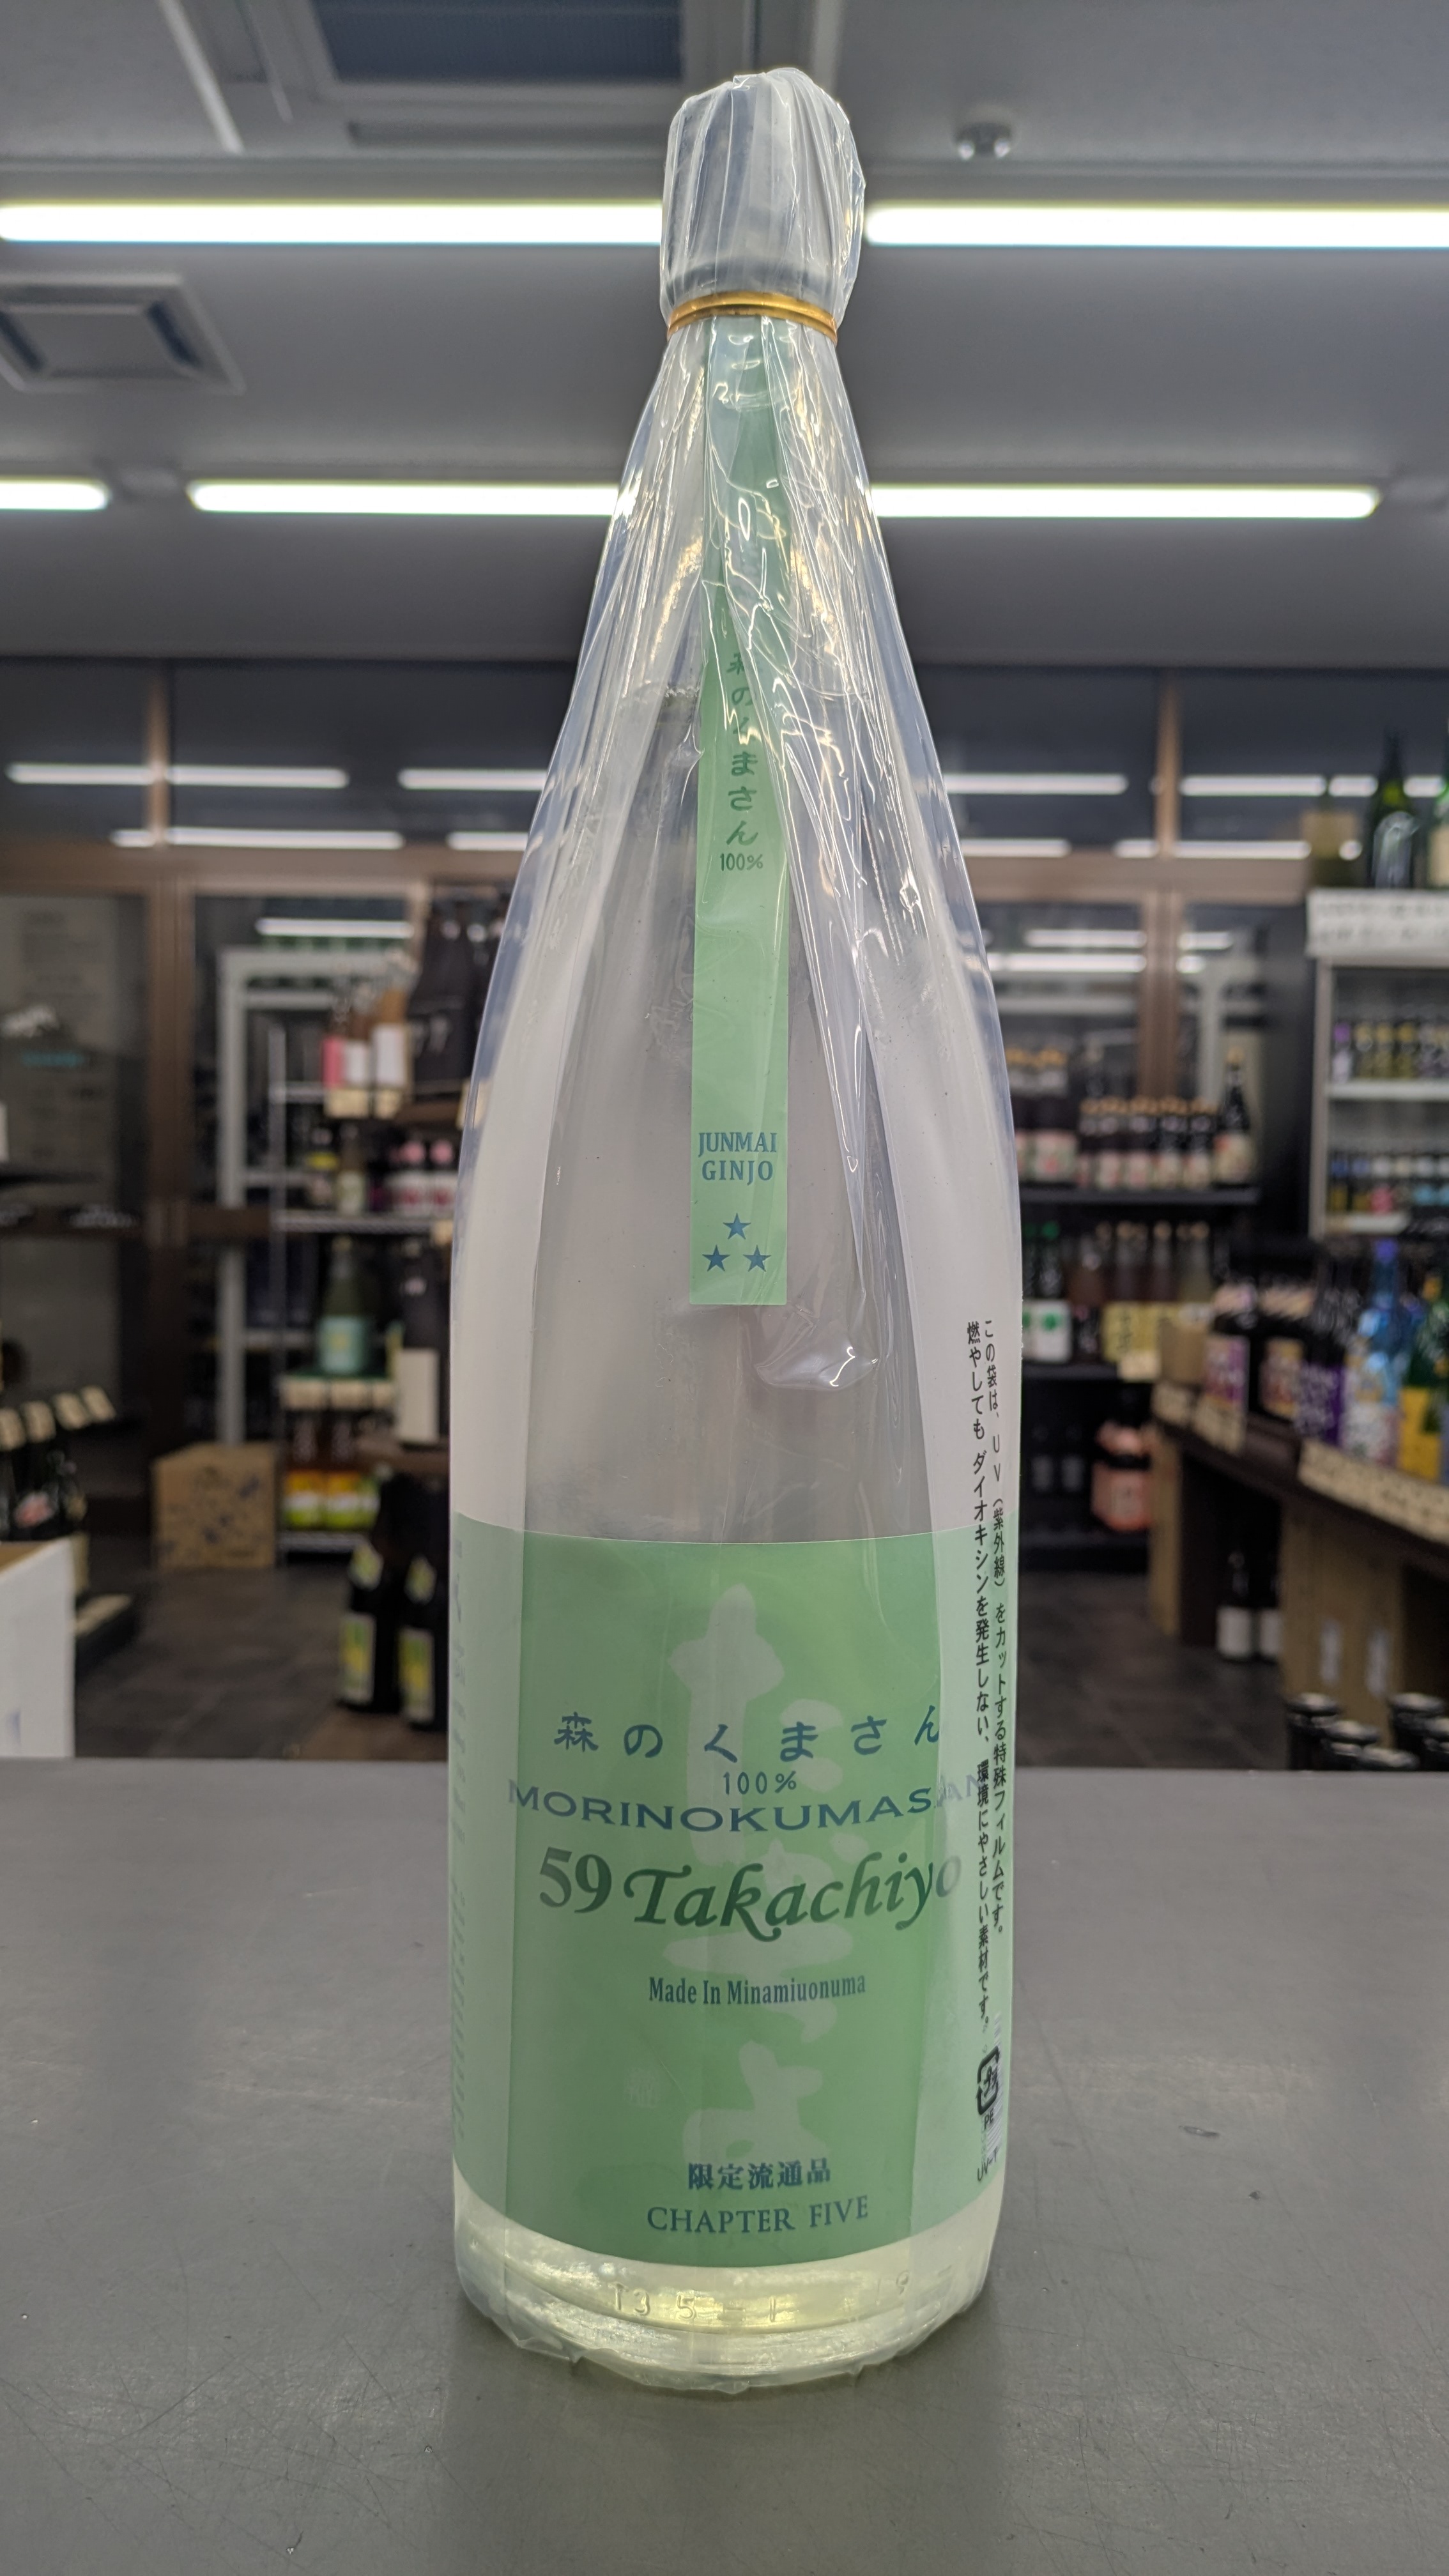 森のくまさん
100%
JUNMAI
GINJO
森のくまさん
100%
MORINOKUMASAN
59 Takachiyo
Made In Minamiuonuma
限定流通品
CHAPTER FIVE
この袋は、UV（紫外線）をカットする特殊フィルムです。
燃やしても ダイオキシンを発生しない、環境にやさしい素材です。
PE